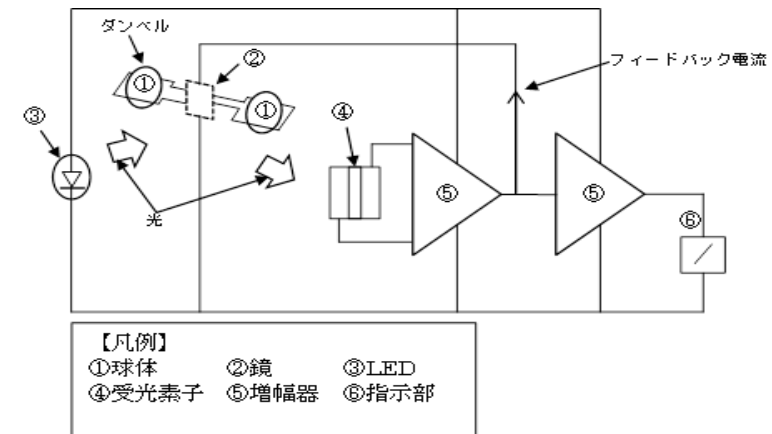 ダンベル
②
フィードバック電流
①
①
③
④
⑤
⑤
光
⑥
【凡例】
①球体 ②鏡 ③LED
④受光素子 ⑤増幅器 ⑥指示部